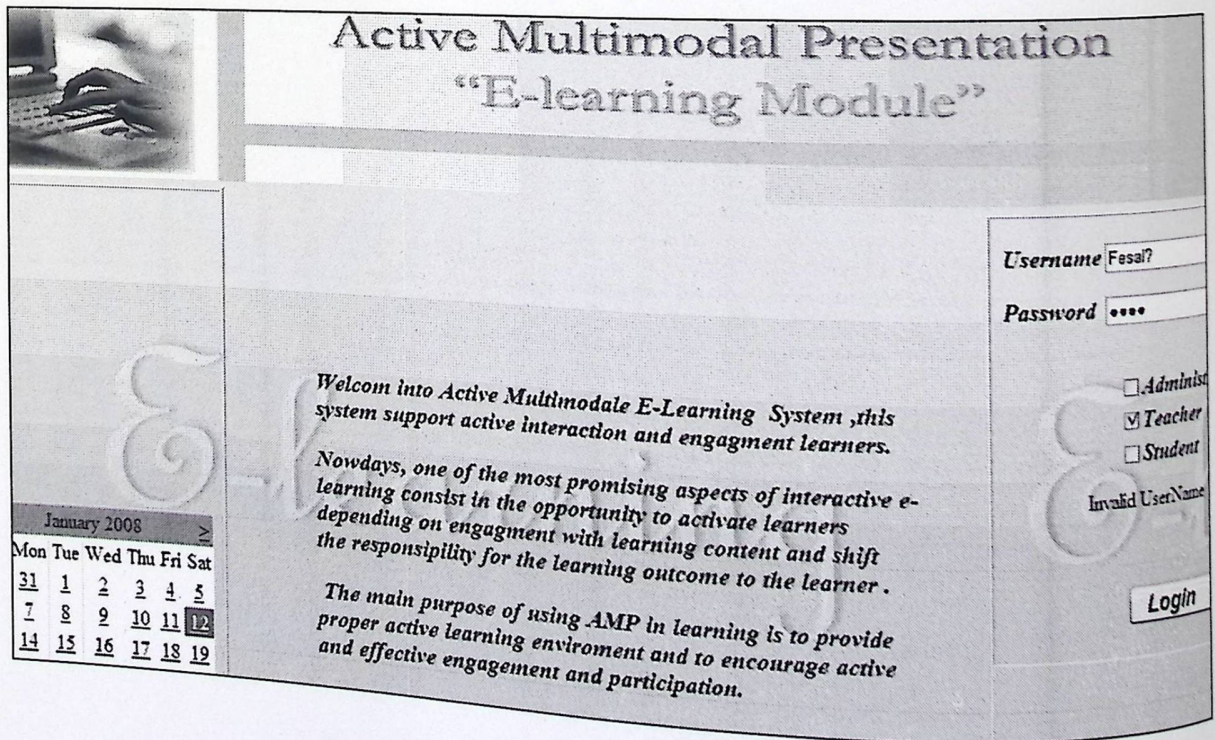 Active Multimodal Presentation
“E-learning Module”
Username Fesal?
Password ••••
Administ
Teacher
Student
Invalid UserName
Login
Welcom into Active Multimodale E-Learning System ,this
system support active interaction and engagment learners.
Nowdays, one of the most promising aspects of interactive e-
learning consist in the opportunity to activate learners
depending on engagment with learning content and shift
the responsipility for the learning outcome to the learner .
The main purpose of using AMP in learning is to provide
proper active learning enviroment and to encourage active
and effective engagement and participation.
January 2008 >
Mon Tue Wed Thu Fri Sat
31 1 2 3 4 5
7 8 9 10 11 12
14 15 16 17 18 19
E-learning
E-